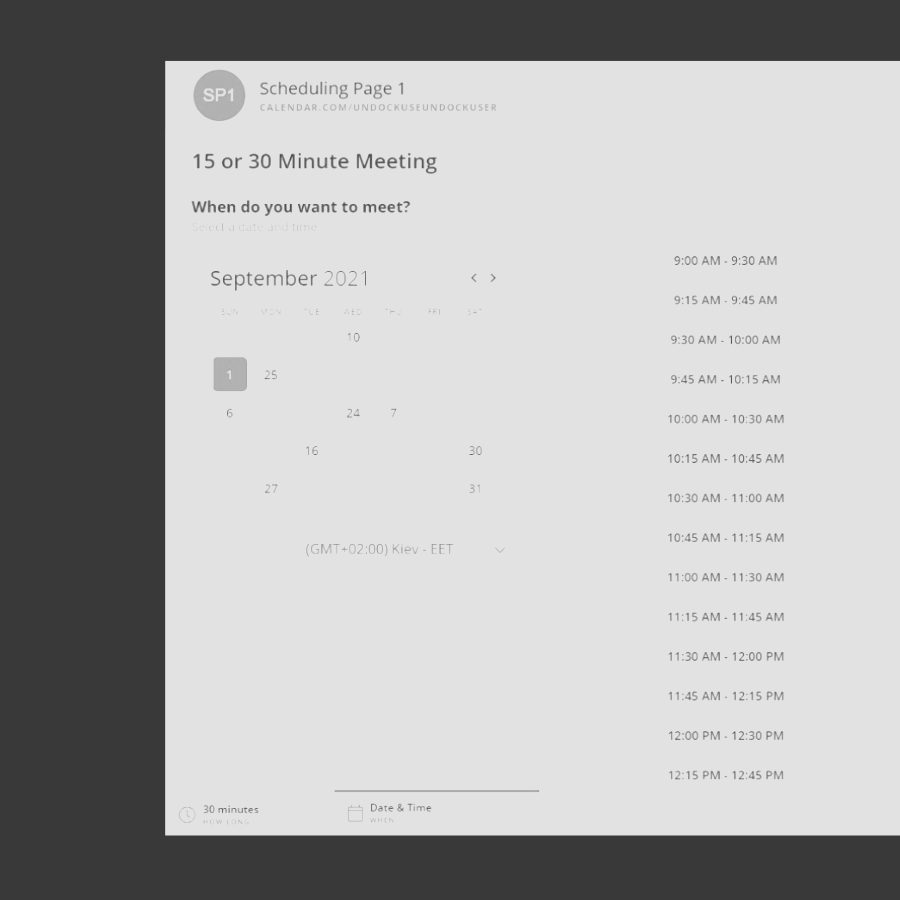 SP1
Scheduling Page 1
CALENDAR.COM/UNDOCKUSEUNDOCKUSER
15 or 30 Minute Meeting
When do you want to meet?
Select a date and time
September 2021
SUN MON TUE WED THU FRI SAT
10
1 25
6 24 7
16 30
27 31
(GMT+02:00) Kiev - EET
9:00 AM - 9:30 AM
9:15 AM - 9:45 AM
9:30 AM - 10:00 AM
9:45 AM - 10:15 AM
10:00 AM - 10:30 AM
10:15 AM - 10:45 AM
10:30 AM - 11:00 AM
10:45 AM - 11:15 AM
11:00 AM - 11:30 AM
11:15 AM - 11:45 AM
11:30 AM - 12:00 PM
11:45 AM - 12:15 PM
12:00 PM - 12:30 PM
12:15 PM - 12:45 PM
30 minutes
HOW LONG
Date & Time
WHEN